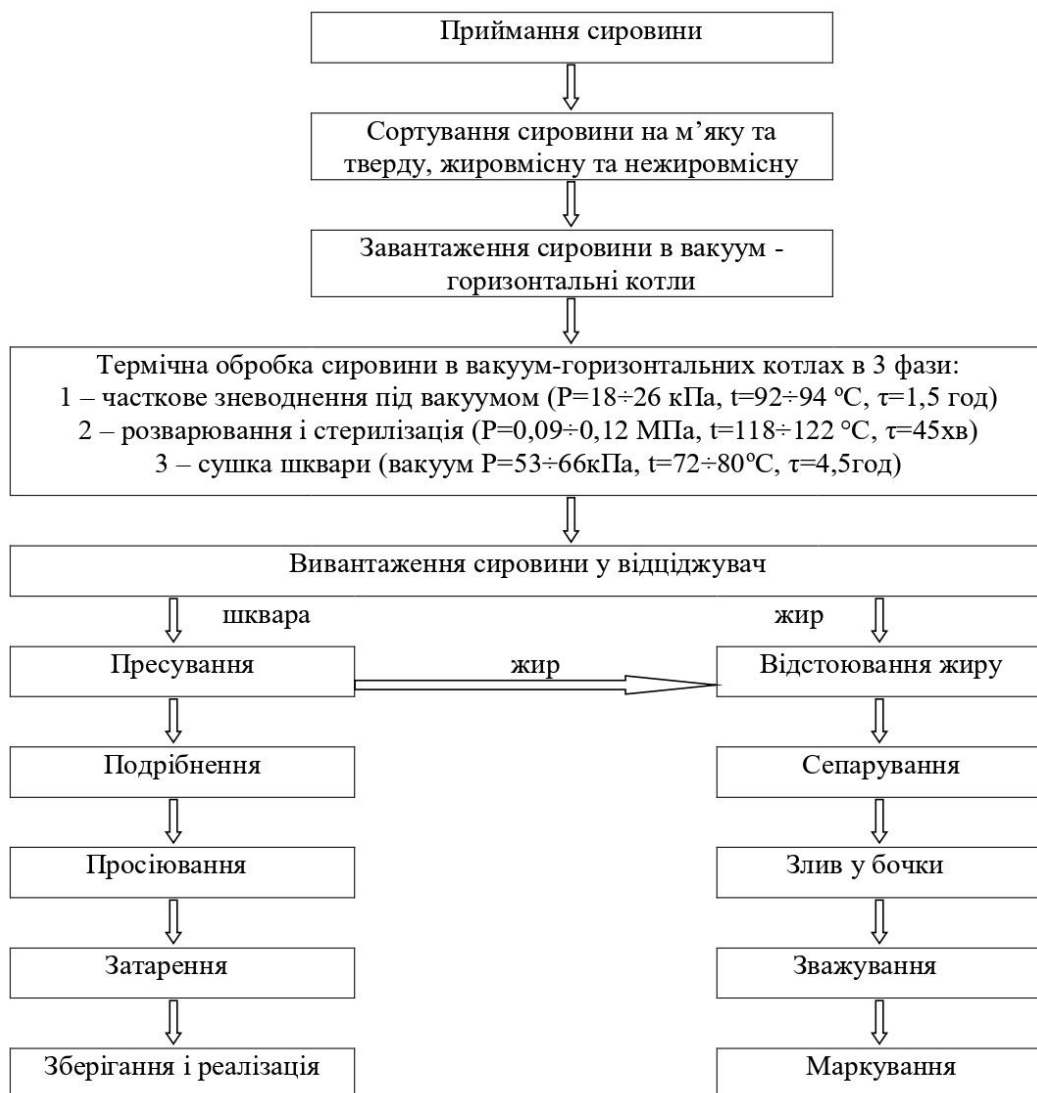 Приймання сировини
Сортування сировини на м’яку та
тверду, жировмісну та нежировмісну
Завантаження сировини в вакуум -
горизонтальні котли
Термічна обробка сировини в вакуум-горизонтальних котлах в 3 фази:
1 – часткове зневоднення під вакуумом (P=18÷26 кПа, t=92÷94 ºC, τ=1,5 год)
2 – розварювання і стерилізація (P=0,09÷0,12 МПа, t=118÷122 °C, τ=45хв)
3 – сушка шквари (вакуум P=53÷66кПа, t=72÷80°C, τ=4,5год)
Вивантаження сировини у відціджувач
шквара
жир
Пресування
жир
Відстоювання жиру
Подрібнення
Сепарування
Просіювання
Злив у бочки
Затарення
Зважування
Зберігання і реалізація
Маркування